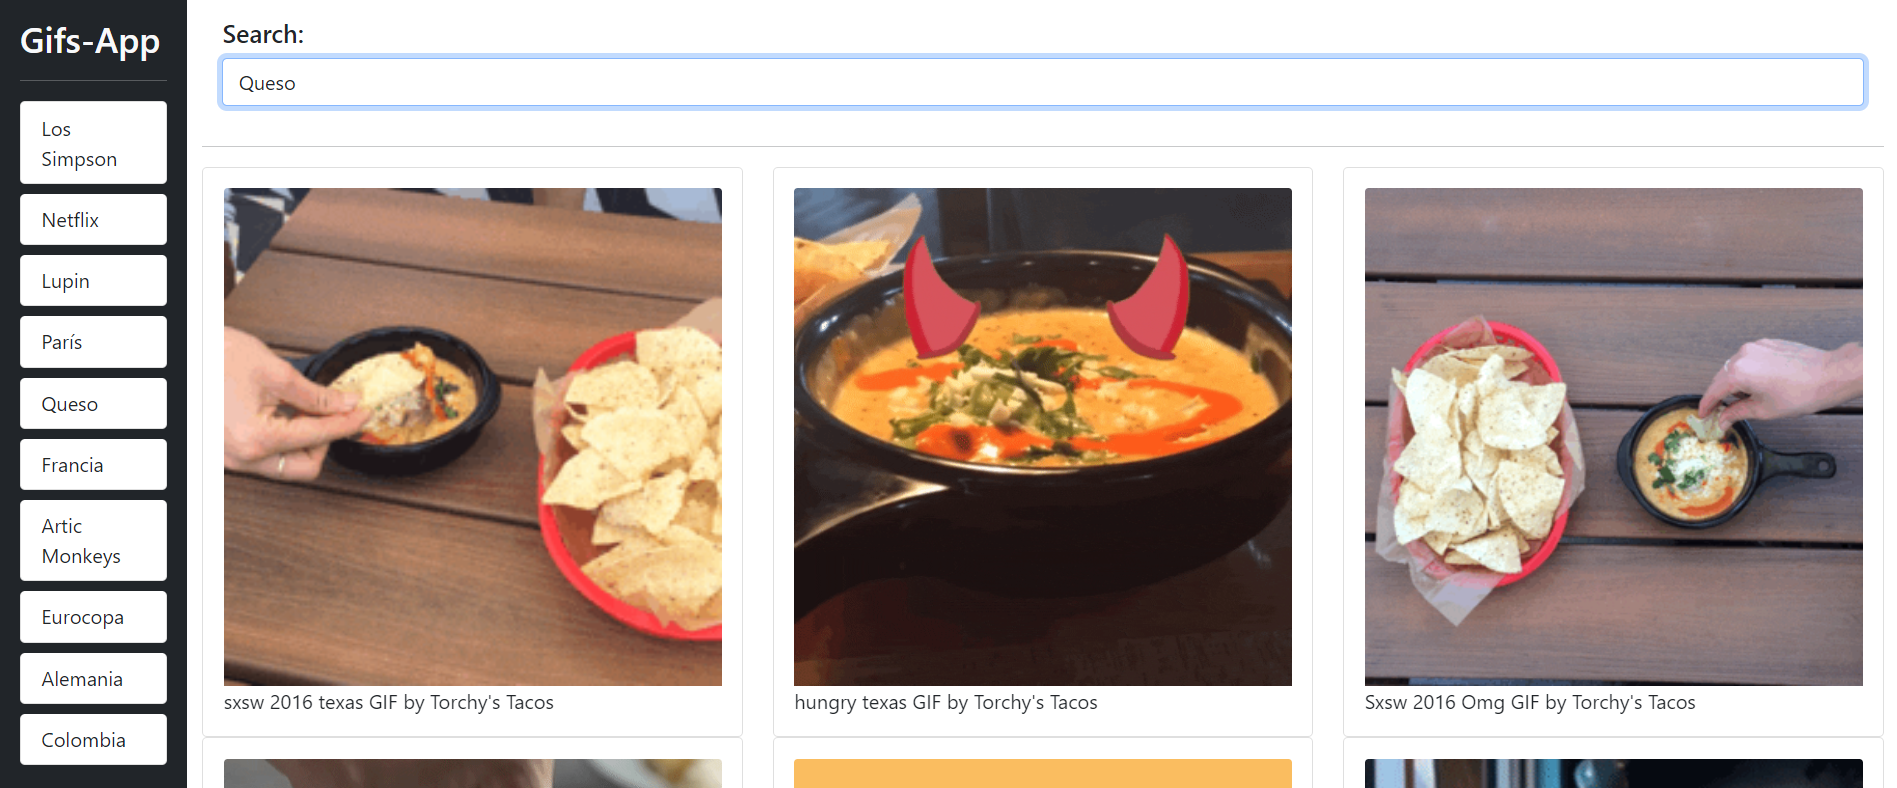 Gifs-App
Los
Simpson
Netflix
Lupin
París
Queso
Francia
Artic
Monkeys
Eurocopa
Alemania
Colombia
Search:
Queso
sxsw 2016 texas GIF by Torchy's Tacos
hungry texas GIF by Torchy's Tacos
Sxsw 2016 Omg GIF by Torchy's Tacos